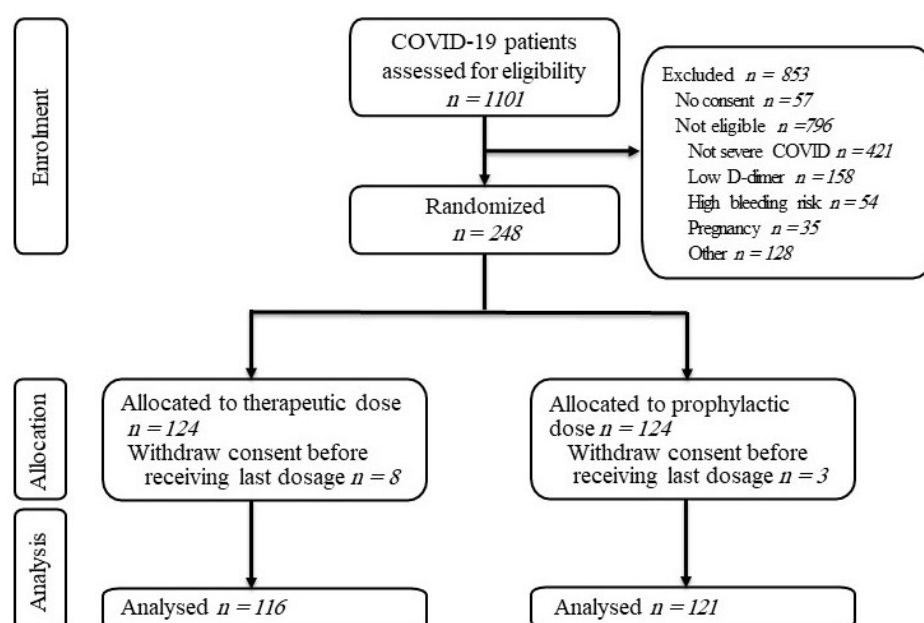 Enrolment
COVID-19 patients
assessed for eligibility
n = 1101
Excluded n = 853
No consent n = 57
Not eligible n = 796
Not severe COVID n = 421
Low D-dimer n = 158
High bleeding risk n = 54
Pregnancy n = 35
Other n = 128
Randomized
n = 248
Allocation
Allocated to therapeutic dose
n = 124
Withdraw consent before
receiving last dosage n = 8
Allocated to prophylactic
dose n = 124
Withdraw consent before
receiving last dosage n = 3
Analysis
Analysed n = 116
Analysed n = 121